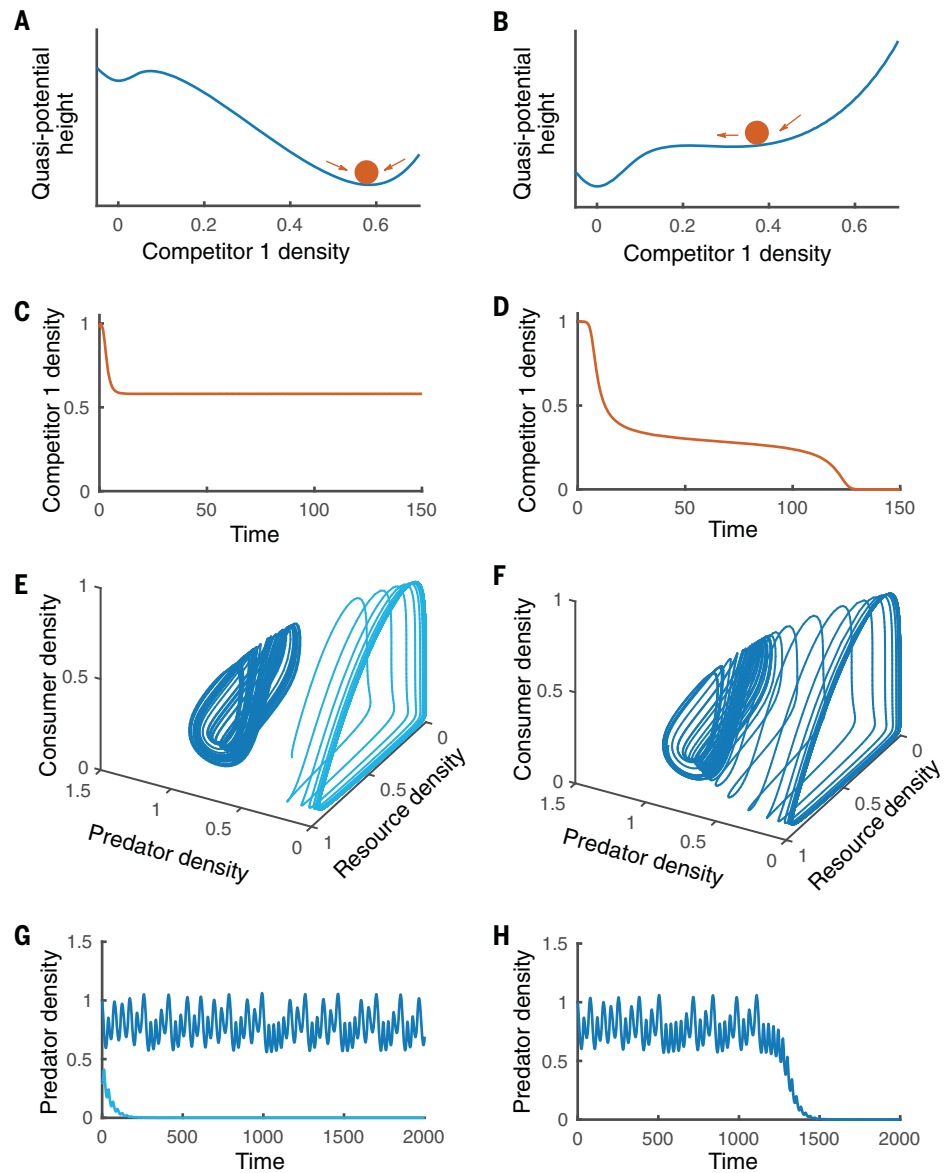 A
Quasi-potential
height
0
0.2
0.4
0.6
Competitor 1 density
B
Quasi-potential
height
0
0.2
0.4
0.6
Competitor 1 density
C
Competitor 1 density
1
0.5
0
0
50
100
150
Time
D
Competitor 1 density
1
0.5
0
0
50
100
150
Time
E
Consumer density
1
0.5
0
1.5
1
0.5
0
Predator density
1
0.5
0
Resource density
F
Consumer density
1
0.5
0
1.5
1
0.5
0
Predator density
1
0.5
0
Resource density
G
Predator density
1.5
1
0.5
0
0
500
1000
1500
2000
Time
H
Predator density
1.5
1
0.5
0
0
500
1000
1500
2000
Time